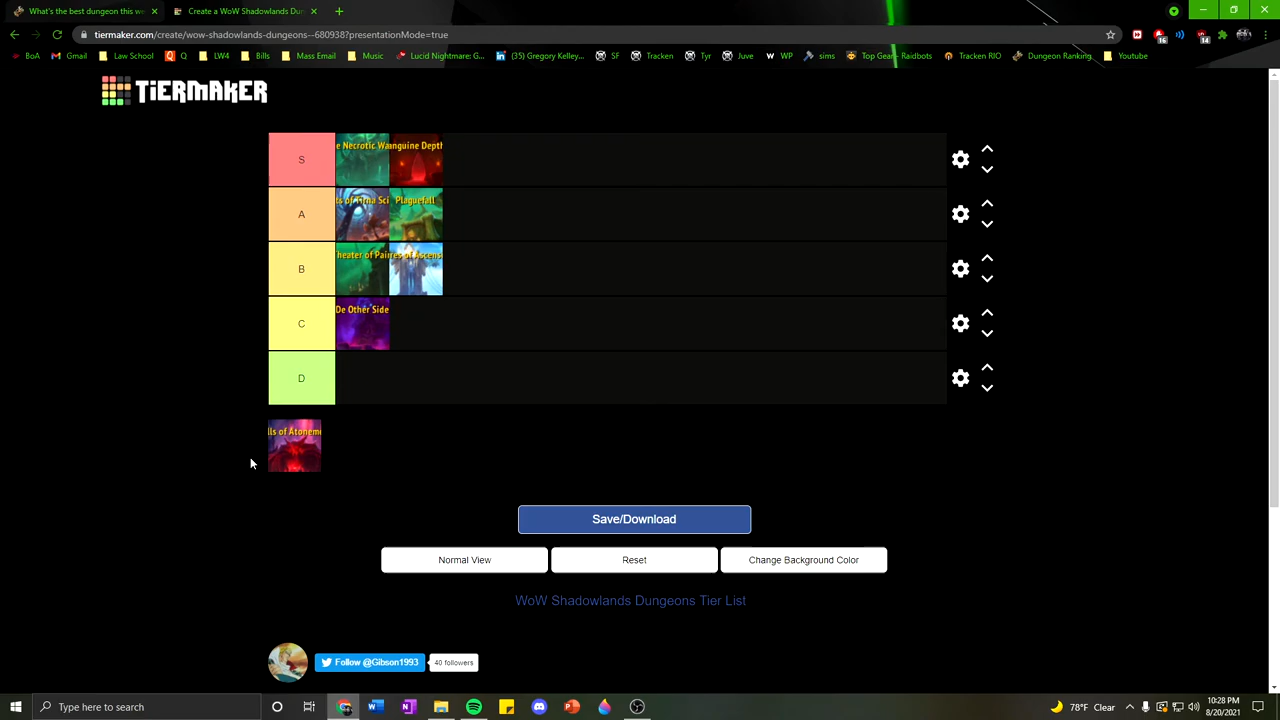 What's the best dungeon this we
Create a WoW Shadowlands Dun
tiermaker.com/create/wow-shadowlands-dungeons--680938?presentationMode=true
BoA Gmail Law School Q LW4 Bills Mass Email Music Lucid Nightmare: G... (35) Gregory Kelley... SF Tracken Tyr Juve WP sims Top Gear - Raidbots Tracken RIO Dungeon Ranking Youtube
TiERMAKER
S
e Necrotic Wa
anguine Depth
A
ts of Tirna Sci
Plaguefall
B
Theater of Pai
ires of Ascens
C
De Other Side
D
lls of Atonem
Save/Download
Normal View
Reset
Change Background Color
WoW Shadowlands Dungeons Tier List
Follow @Gibson1993
40 followers
Type here to search
78°F Clear
10:28 PM
8/20/2021